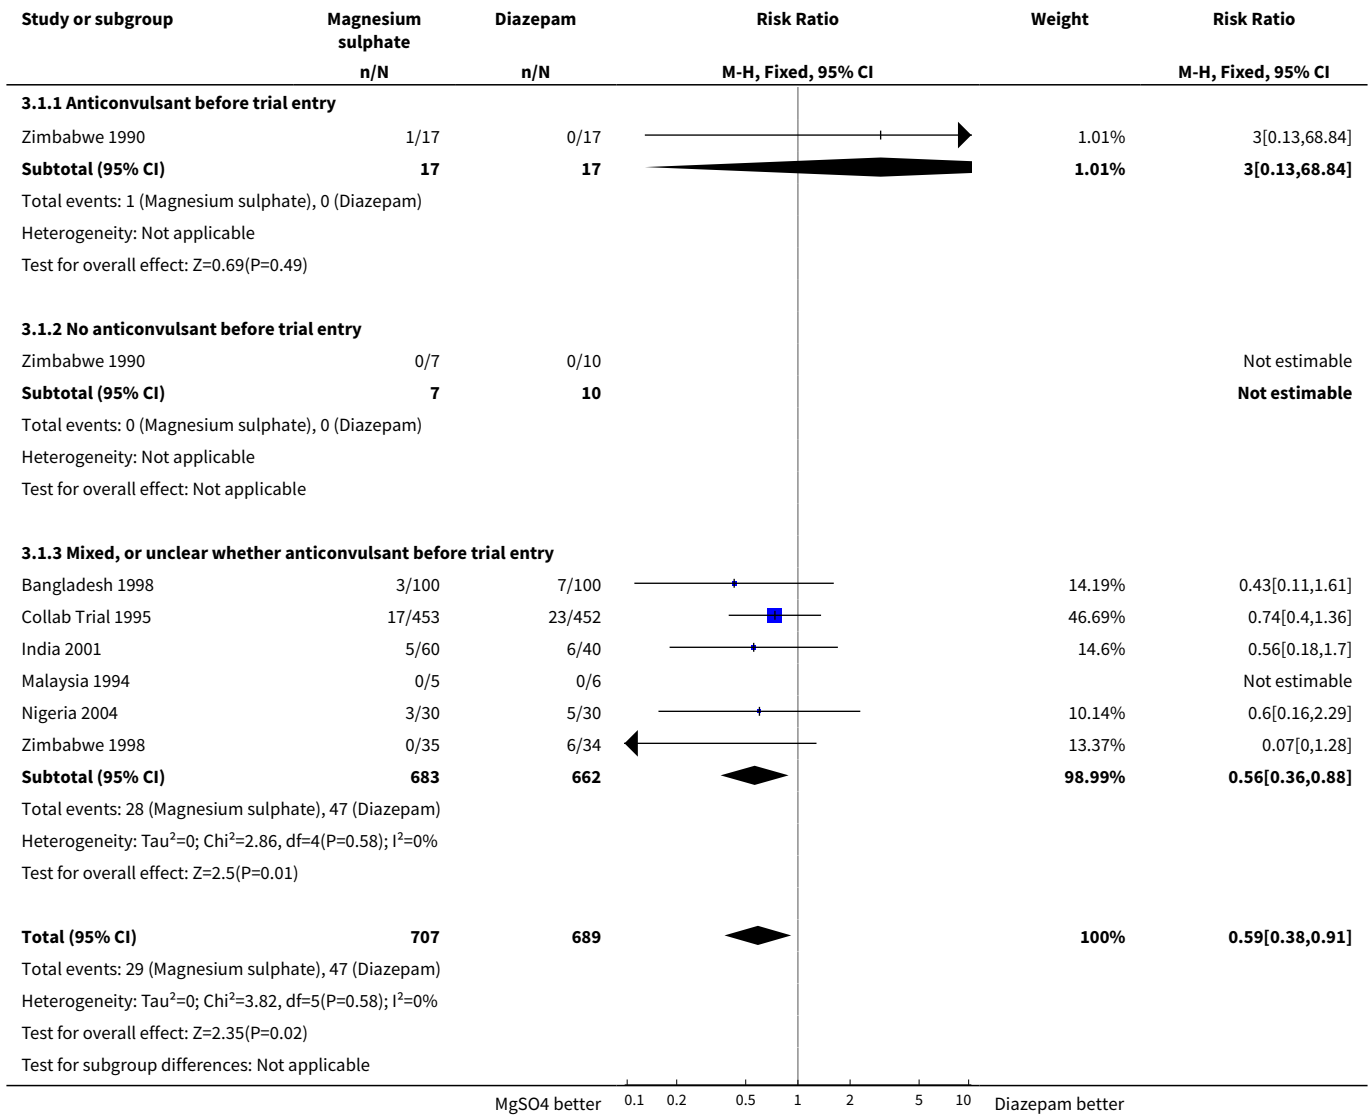 Study or subgroup Magnesium sulphate Diazepam Risk Ratio Weight Risk Ratio
n/N n/N M-H, Fixed, 95% CI M-H, Fixed, 95% CI
3.1.1 Anticonvulsant before trial entry
Zimbabwe 1990 1/17 0/17 1.01% 3[0.13,68.84]
Subtotal (95% CI) 17 17 1.01% 3[0.13,68.84]
Total events: 1 (Magnesium sulphate), 0 (Diazepam)
Heterogeneity: Not applicable
Test for overall effect: Z=0.69(P=0.49)
3.1.2 No anticonvulsant before trial entry
Zimbabwe 1990 0/7 0/10 Not estimable
Subtotal (95% CI) 7 10 Not estimable
Total events: 0 (Magnesium sulphate), 0 (Diazepam)
Heterogeneity: Not applicable
Test for overall effect: Not applicable
3.1.3 Mixed, or unclear whether anticonvulsant before trial entry
Bangladesh 1998 3/100 7/100 14.19% 0.43[0.11,1.61]
Collab Trial 1995 17/453 23/452 46.69% 0.74[0.4,1.36]
India 2001 5/60 6/40 14.6% 0.56[0.18,1.7]
Malaysia 1994 0/5 0/6 Not estimable
Nigeria 2004 3/30 5/30 10.14% 0.6[0.16,2.29]
Zimbabwe 1998 0/35 6/34 13.37% 0.07[0,1.28]
Subtotal (95% CI) 683 662 98.99% 0.56[0.36,0.88]
Total events: 28 (Magnesium sulphate), 47 (Diazepam)
Heterogeneity: Tau²=0; Chi²=2.86, df=4(P=0.58); I²=0%
Test for overall effect: Z=2.5(P=0.01)
Total (95% CI) 707 689 100% 0.59[0.38,0.91]
Total events: 29 (Magnesium sulphate), 47 (Diazepam)
Heterogeneity: Tau²=0; Chi²=3.82, df=5(P=0.58); I²=0%
Test for overall effect: Z=2.35(P=0.02)
Test for subgroup differences: Not applicable
MgSO4 better 0.1 0.2 0.5 1 2 5 10 Diazepam better